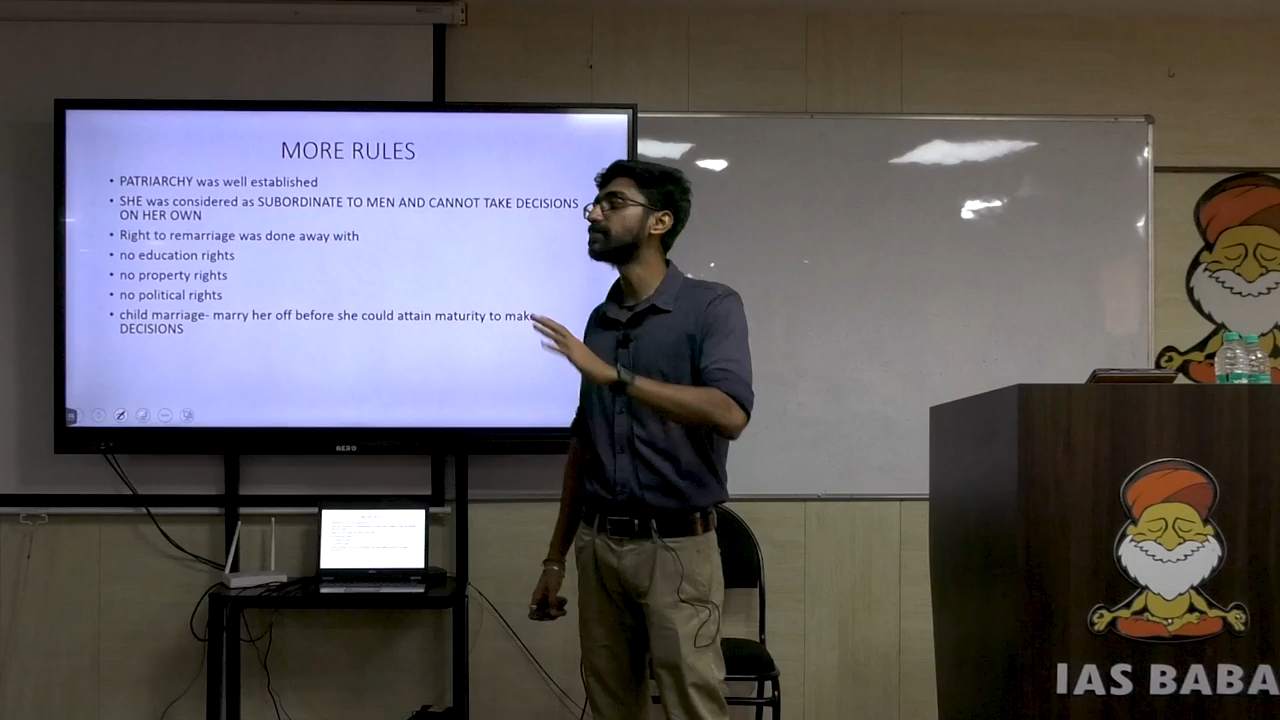 MORE RULES
• PATRIARCHY was well established
• SHE was considered as SUBORDINATE TO MEN AND CANNOT TAKE DECISIONS
ON HER OWN
• Right to remarriage was done away with
• no education rights
• no property rights
• no political rights
• child marriage- marry her off before she could attain maturity to make
DECISIONS
AERO
IAS BABA